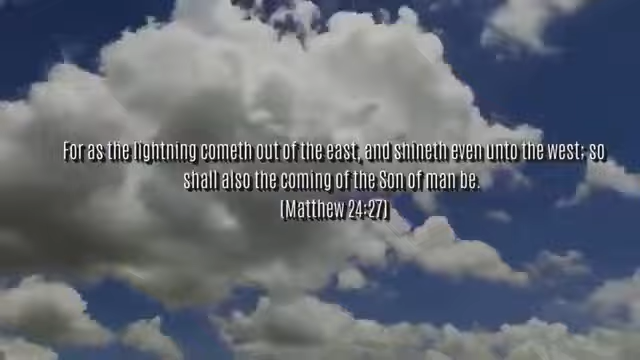 For as the lightning cometh out of the east, and shineth even unto the west; so
shall also the coming of the Son of man be.
[Matthew 24:27]